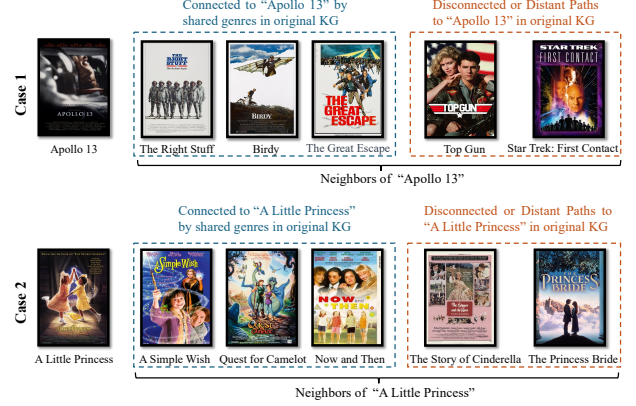 Connected to “Apollo 13” by
shared genres in original KG
Disconnected or Distant Paths
to “Apollo 13” in original KG
Case 1
APOLLO 13
THE
RIGHT
STUFF
BIRDY
THE
GREAT
ESCAPE
TOP GUN
STAR TREK
FIRST CONTACT
Apollo 13
The Right Stuff
Birdy
The Great Escape
Top Gun
Star Trek: First Contact
Neighbors of “Apollo 13”
Connected to “A Little Princess”
by shared genres in original KG
Disconnected or Distant Paths to
“A Little Princess” in original KG
Case 2
A Simple Wish
Quest
NOW
AND
THEN
PRINCESS
BRIDE
A Little Princess
A Simple Wish
Quest for Camelot
Now and Then
The Story of Cinderella
The Princess Bride
Neighbors of “A Little Princess”